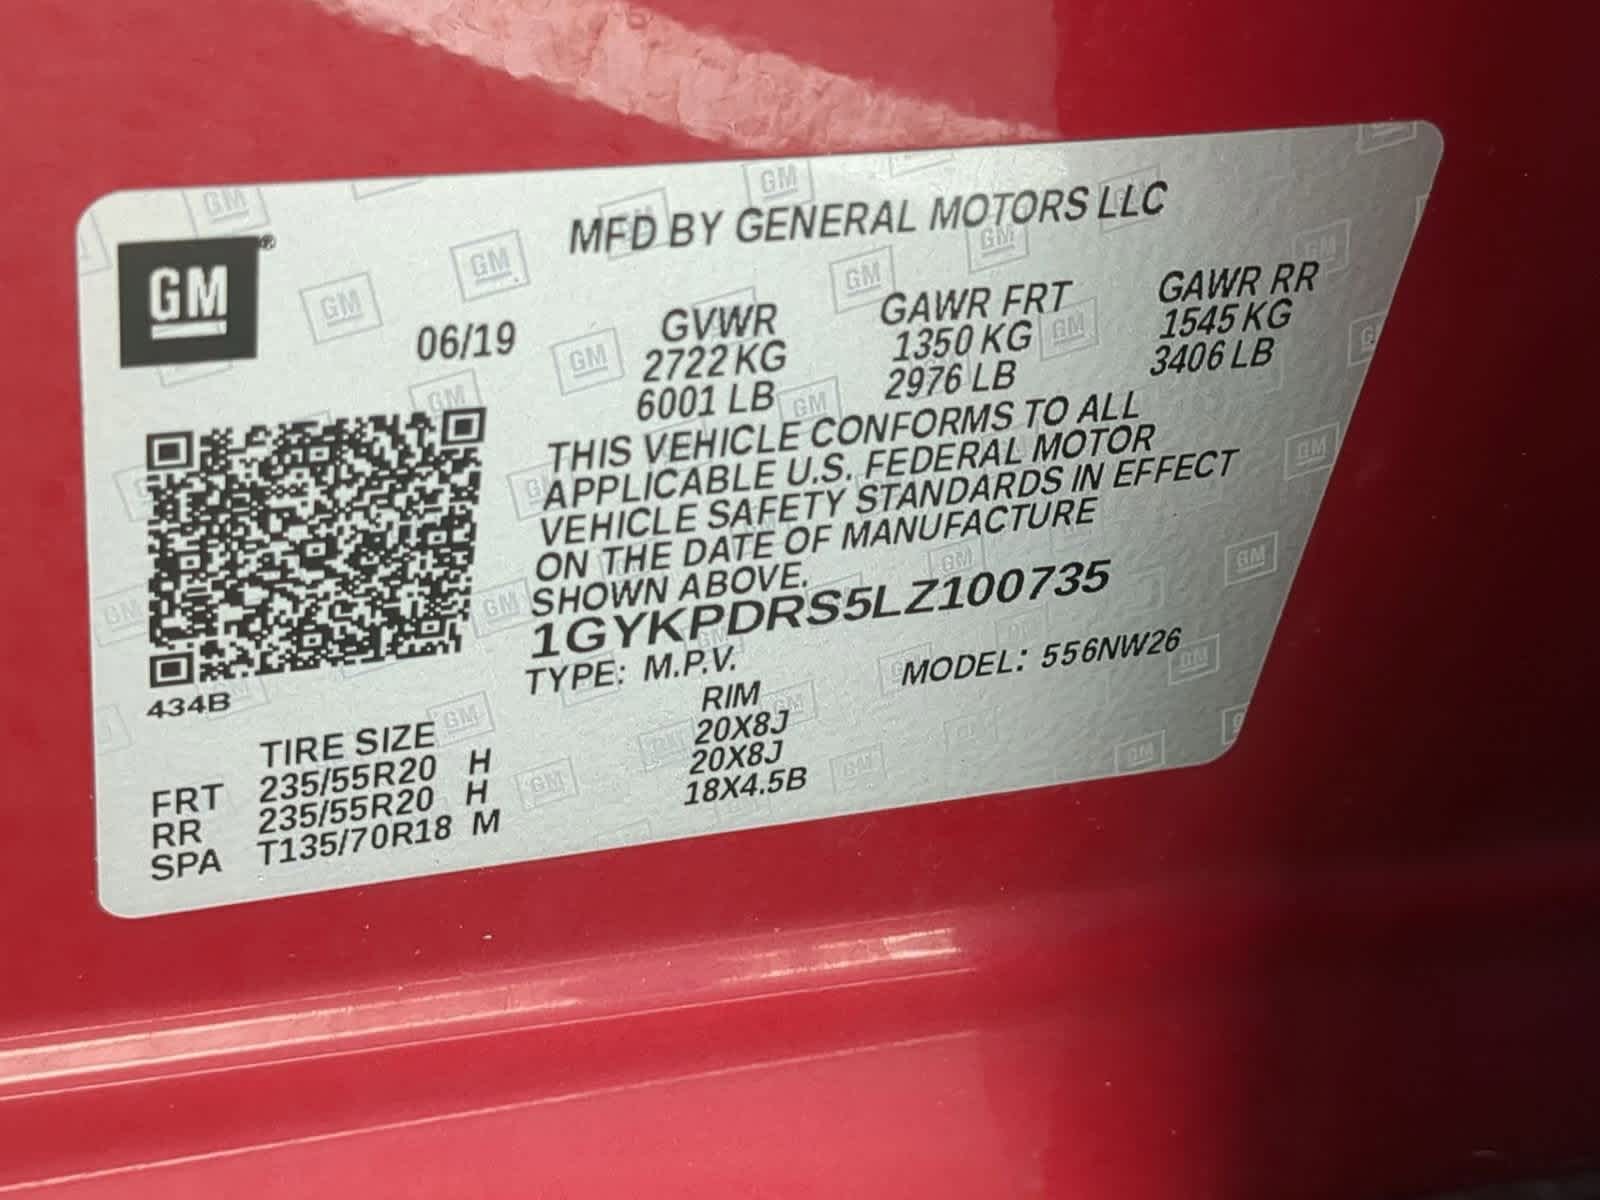 GM®
MFD BY GENERAL MOTORS LLC
06/19
GVWR
2722 KG
6001 LB
GAWR FRT
1350 KG
2976 LB
GAWR RR
1545 KG
3406 LB
THIS VEHICLE CONFORMS TO ALL
APPLICABLE U.S. FEDERAL MOTOR
VEHICLE SAFETY STANDARDS IN EFFECT
ON THE DATE OF MANUFACTURE
SHOWN ABOVE.
1GYKPDRS5LZ100735
TYPE: M.P.V. MODEL: 556NW26
434B
TIRE SIZE RIM
FRT 235/55R20 H 20X8J
RR 235/55R20 H 20X8J
SPA T135/70R18 M 18X4.5B